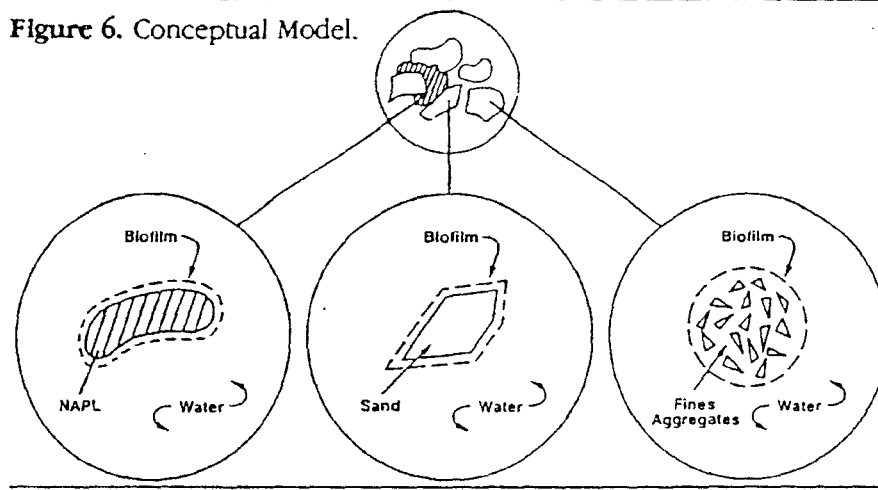 Figure 6. Conceptual Model.
Biofilm
NAPL
Water
Biofilm
Sand
Water
Biofilm
Fines
Aggregates
Water